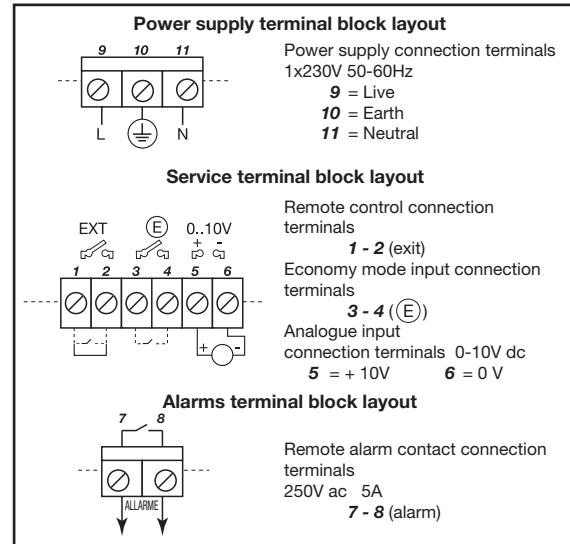 Power supply terminal block layout
9 10 11
L N
Power supply connection terminals
1x230V 50-60Hz
9 = Live
10 = Earth
11 = Neutral
Service terminal block layout
EXT E 0..10V
+ -
1 2 3 4 5 6
+ -
Remote control connection
terminals
1 - 2 (exit)
Economy mode input connection
terminals
3 - 4 (E)
Analogue input
connection terminals 0-10V dc
5 = + 10V 6 = 0 V
Alarms terminal block layout
7 8
ALLARME
Remote alarm contact connection
terminals
250V ac 5A
7 - 8 (alarm)